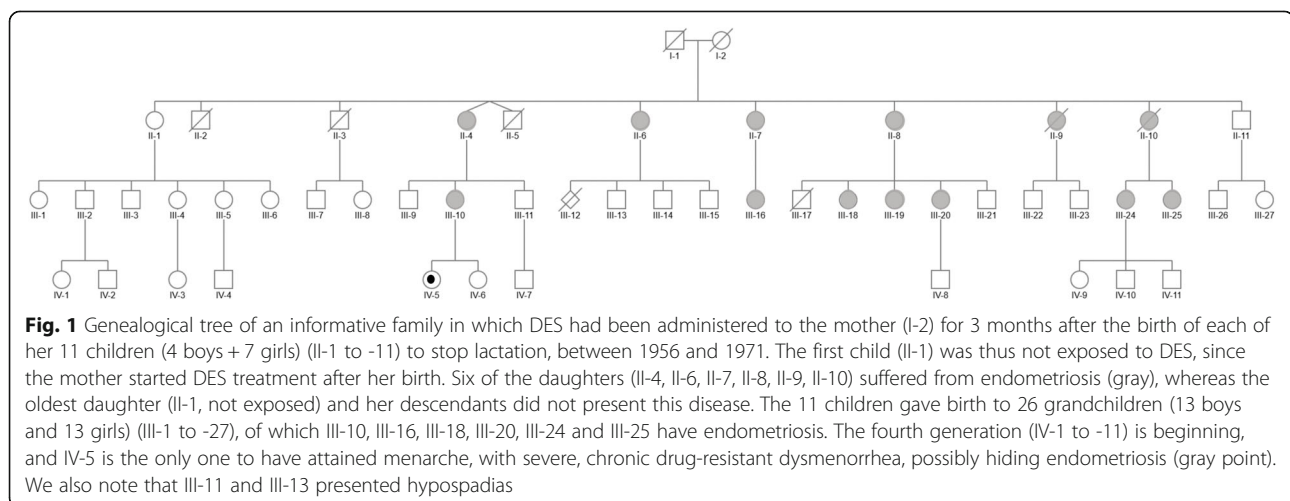 I-1 I-2
II-1 II-2 II-3 II-4 II-5 II-6 II-7 II-8 II-9 II-10 II-11
III-1 III-2 III-3 III-4 III-5 III-6 III-7 III-8 III-9 III-10 III-11 III-12 III-13 III-14 III-15 III-16 III-17 III-18 III-19 III-20 III-21 III-22 III-23 III-24 III-25 III-26 III-27
IV-1 IV-2 IV-3 IV-4 IV-5 IV-6 IV-7 IV-8 IV-9 IV-10 IV-11
Fig. 1 Genealogical tree of an informative family in which DES had been administered to the mother (I-2) for 3 months after the birth of each of
her 11 children (4 boys + 7 girls) (II-1 to -11) to stop lactation, between 1956 and 1971. The first child (II-1) was thus not exposed to DES, since
the mother started DES treatment after her birth. Six of the daughters (II-4, II-6, II-7, II-8, II-9, II-10) suffered from endometriosis (gray), whereas the
oldest daughter (II-1, not exposed) and her descendants did not present this disease. The 11 children gave birth to 26 grandchildren (13 boys
and 13 girls) (III-1 to -27), of which III-10, III-16, III-18, III-20, III-24 and III-25 have endometriosis. The fourth generation (IV-1 to -11) is beginning,
and IV-5 is the only one to have attained menarche, with severe, chronic drug-resistant dysmenorrhea, possibly hiding endometriosis (gray point).
We also note that III-11 and III-13 presented hypospadias